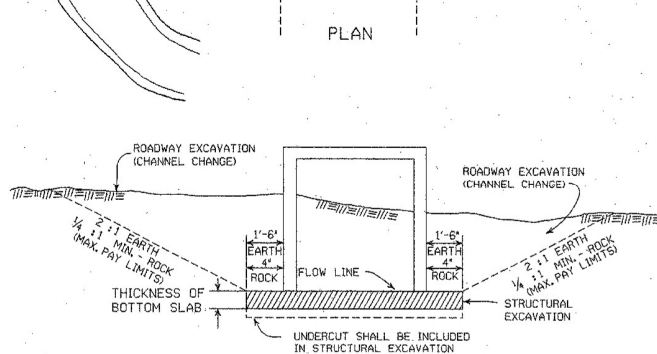 PLAN
ROADWAY EXCAVATION
(CHANNEL CHANGE)
ROADWAY EXCAVATION
(CHANNEL CHANGE)
2 :1 EARTH
1/4 :1 MIN.- ROCK
(MAX. PAY LIMITS)
1'-6"
EARTH
4"
ROCK
FLOW LINE
1'-6"
EARTH
4"
ROCK
2 :1 EARTH
1/4 :1 MIN.- ROCK
(MAX. PAY LIMITS)
THICKNESS OF
BOTTOM SLAB
STRUCTURAL
EXCAVATION
UNDERCUT SHALL BE INCLUDED
IN STRUCTURAL EXCAVATION